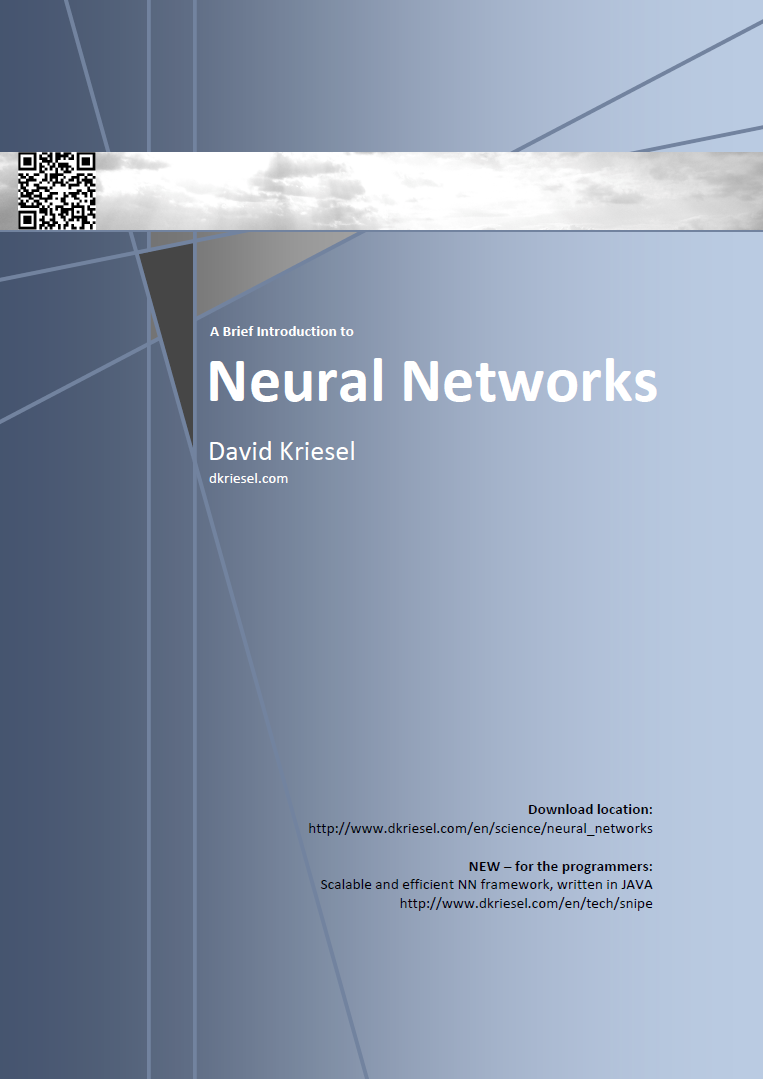 A Brief Introduction to
Neural Networks
David Kriesel
dkriesel.com
Download location:
http://www.dkriesel.com/en/science/neural_networks
NEW – for the programmers:
Scalable and efficient NN framework, written in JAVA
http://www.dkriesel.com/en/tech/snipe